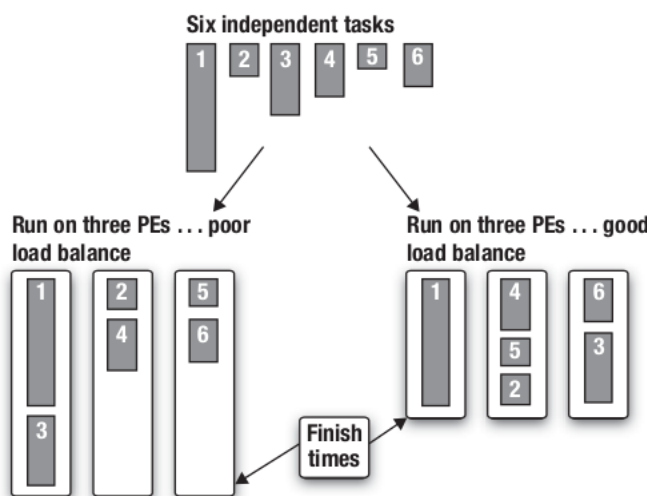 Six independent tasks
1 2 3 4 5 6
Run on three PEs ... poor
load balance
1 2 5
4 6
3
Run on three PEs ... good
load balance
1 4 6
5 3
2
Finish
times